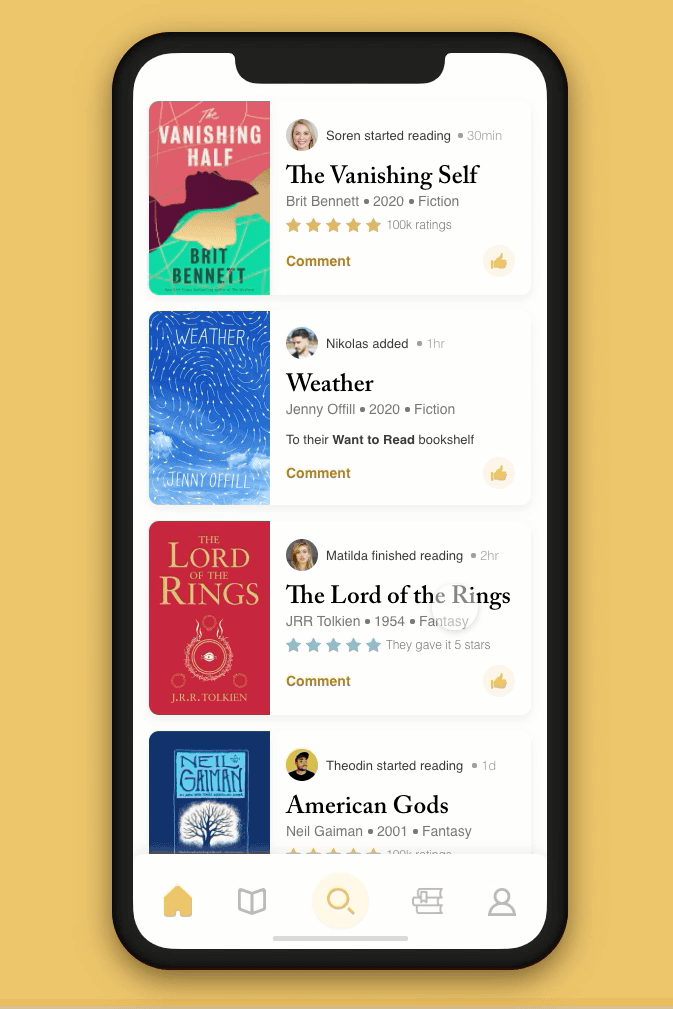 The
VANISHING
HALF
BRIT
BENNETT
Soren started reading • 30min
The Vanishing Self
Brit Bennett • 2020 • Fiction
100k ratings
Comment
WEATHER
JENNY OFFILL
Nikolas added • 1hr
Weather
Jenny Offill • 2020 • Fiction
To their Want to Read bookshelf
Comment
THE
LORD
OF THE
RINGS
J.R.R. TOLKIEN
Matilda finished reading • 2hr
The Lord of the Rings
JRR Tolkien • 1954 • Fantasy
They gave it 5 stars
Comment
NEIL
GAIMAN
Theodin started reading • 1d
American Gods
Neil Gaiman • 2001 • Fantasy
100k ratings